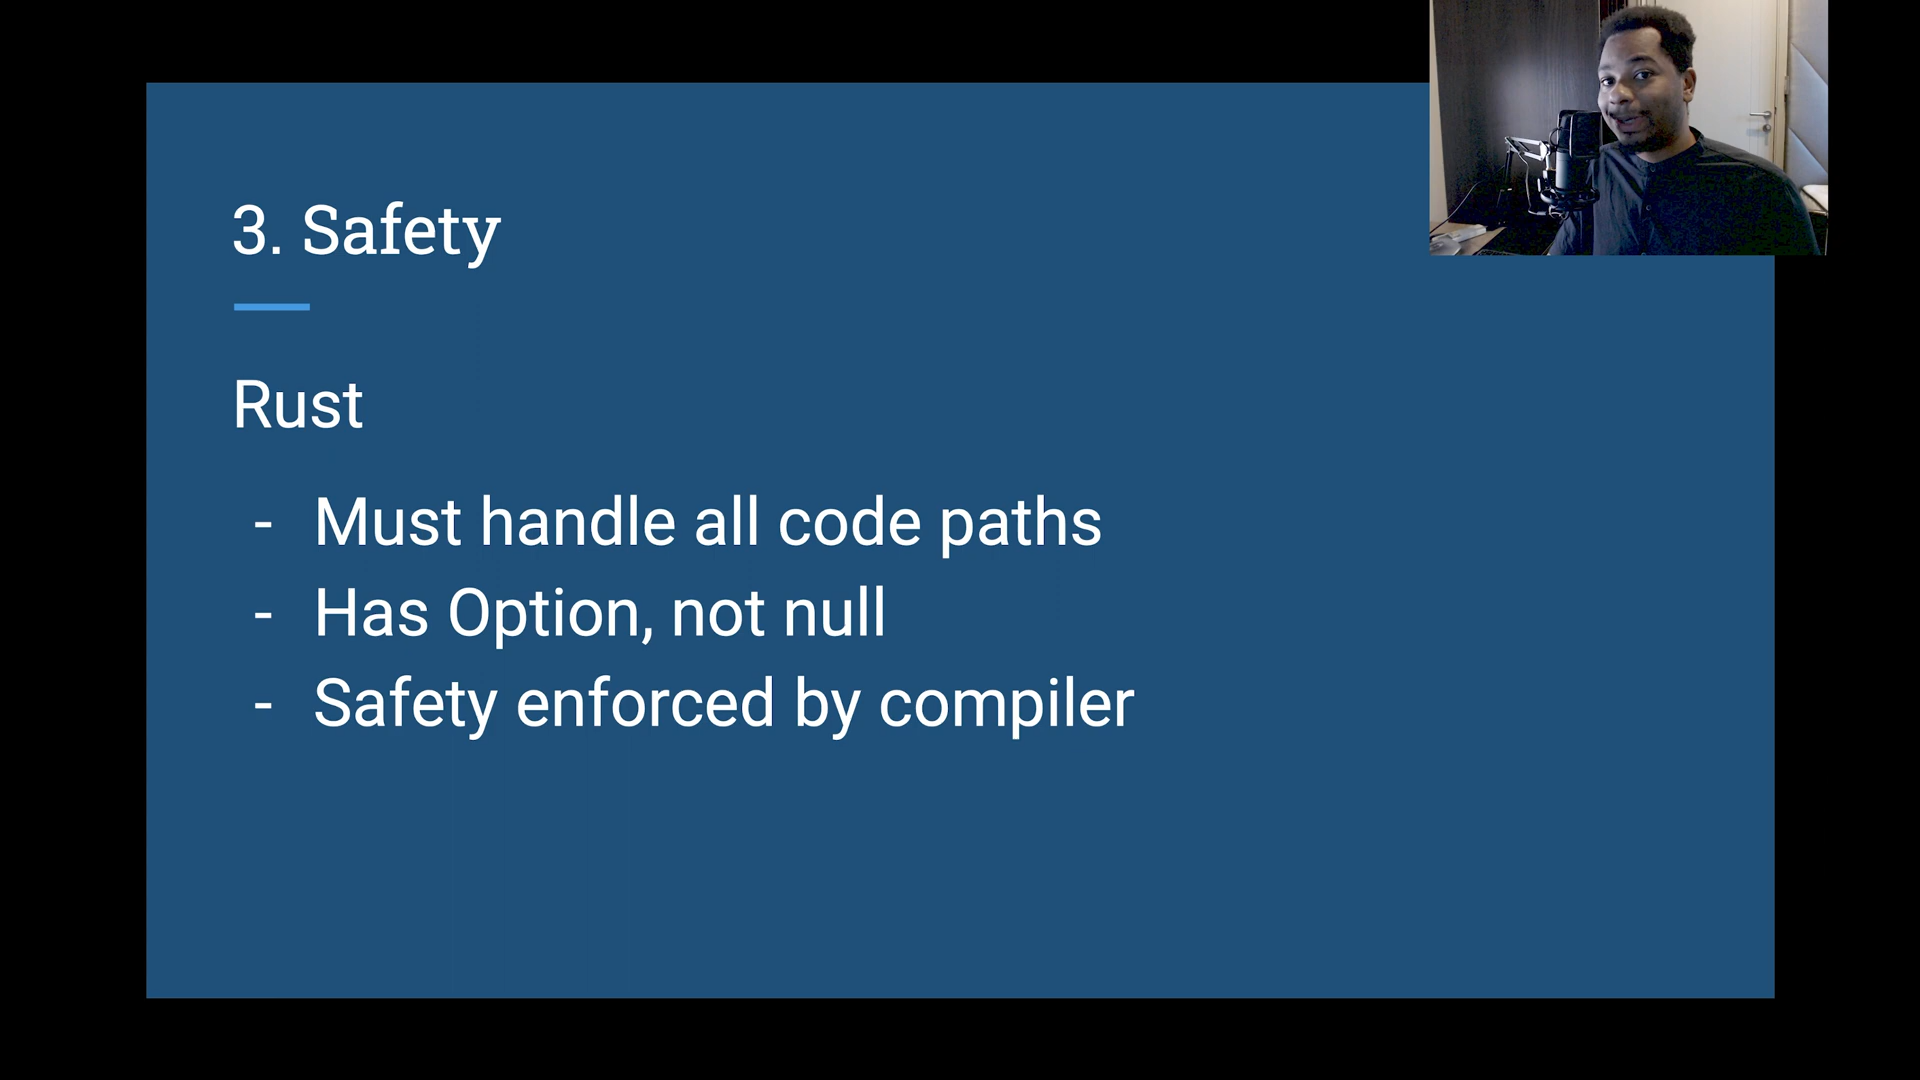 3. Safety
Rust
- Must handle all code paths
- Has Option, not null
- Safety enforced by compiler